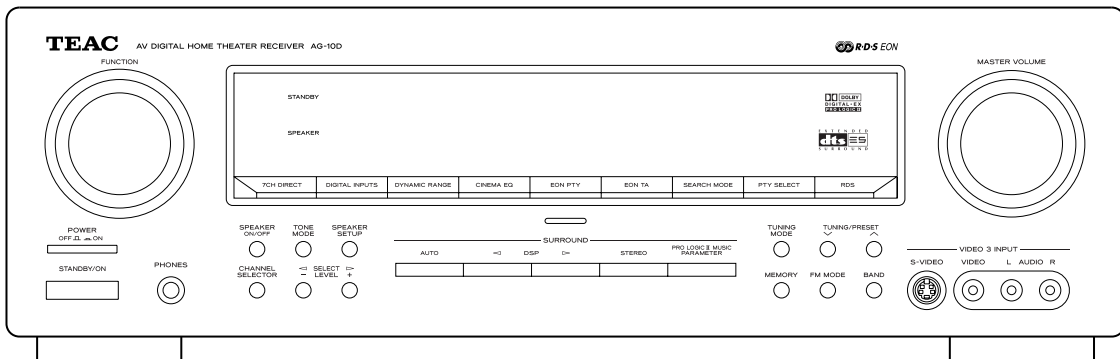 TEAC AV DIGITAL HOME THEATER RECEIVER AG-10D
R·D·S EON
FUNCTION
MASTER VOLUME
STANDBY
DOLBY
DIGITAL·EX
PRO LOGIC II
SPEAKER
EXTENDED
dts ES
SURROUND
7CH DIRECT DIGITAL INPUTS DYNAMIC RANGE CINEMA EQ EON PTY EON TA SEARCH MODE PTY SELECT RDS
POWER
OFF ON
STANDBY/ON
PHONES
SPEAKER
ON/OFF
TONE
MODE
SPEAKER
SETUP
CHANNEL
SELECTOR
SELECT
− LEVEL +
SURROUND
AUTO DSP STEREO PRO LOGIC II MUSIC
PARAMETER
TUNING
MODE
TUNING/PRESET
MEMORY FM MODE BAND
VIDEO 3 INPUT
S-VIDEO VIDEO L AUDIO R